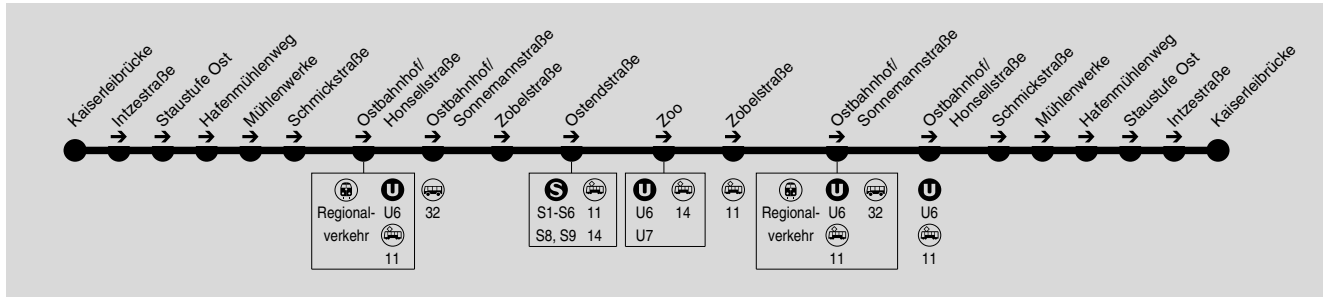 Kaiserleibrücke
Intzestraße
Staustufe Ost
Hafenmühlenweg
Mühlenwerke
Schmickstraße
Ostbahnhof/
Honsellstraße
Ostbahnhof/
Sonnemannstraße
Zobelstraße
Ostendstraße
Zoo
Zobelstraße
Ostbahnhof/
Sonnemannstraße
Ostbahnhof/
Honsellstraße
Schmickstraße
Mühlenwerke
Hafenmühlenweg
Staustufe Ost
Intzestraße
Kaiserleibrücke
U
Regional- U6
verkehr
11
32
S
S1-S6 11
S8, S9 14
U
U6 14
U7
11
U
Regional- U6 32
verkehr
11
U
U6
11